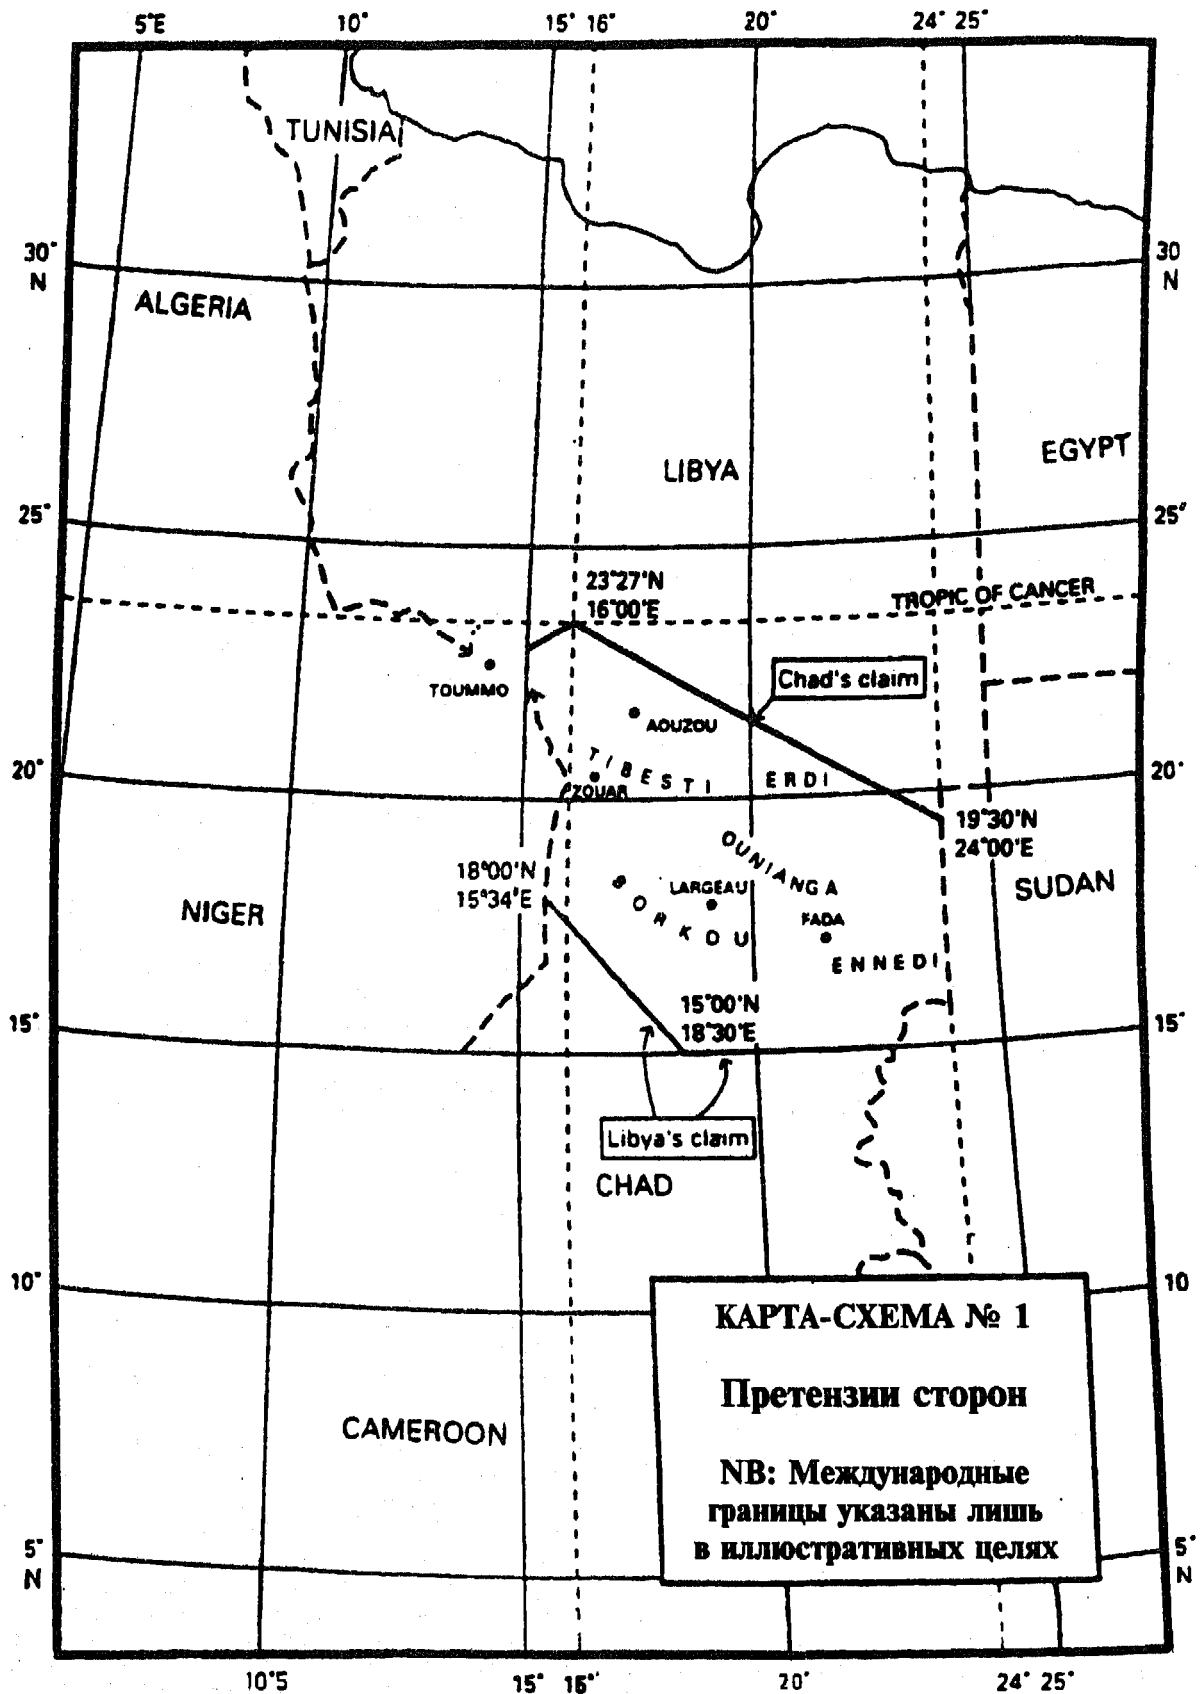 5°E 10° 15° 16° 20° 24° 25°
TUNISIA
30° N
30 N
ALGERIA
LIBYA
EGYPT
25°
25°
23°27'N
16°00'E
TROPIC OF CANCER
TOUMMO
Chad's claim
AOUZOU
20°
20°
TIBESTI
ERDI
ZOUAR
19°30'N
24°00'E
OUNIANGA
18°00'N
15°34'E
NIGER
LARGEAU
BORKOU
FADA
SUDAN
ENNEDI
15°
15°
15°00'N
18°30'E
Libya's claim
CHAD
10°
10
КАРТА-СХЕМА № 1
Претензии сторон
NB: Международные
границы указаны лишь
в иллюстративных целях
CAMEROON
5° N
5° N
10°5 15° 16° 20° 24° 25°